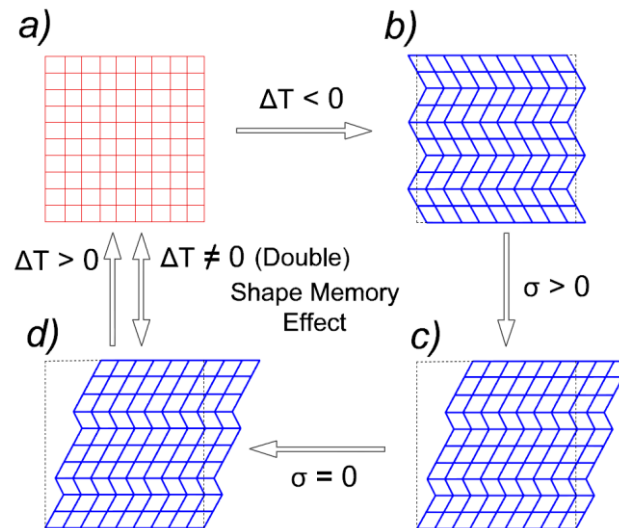 a)
b)
ΔT < 0
ΔT > 0
ΔT ≠ 0 (Double)
Shape Memory
Effect
σ > 0
d)
c)
σ = 0